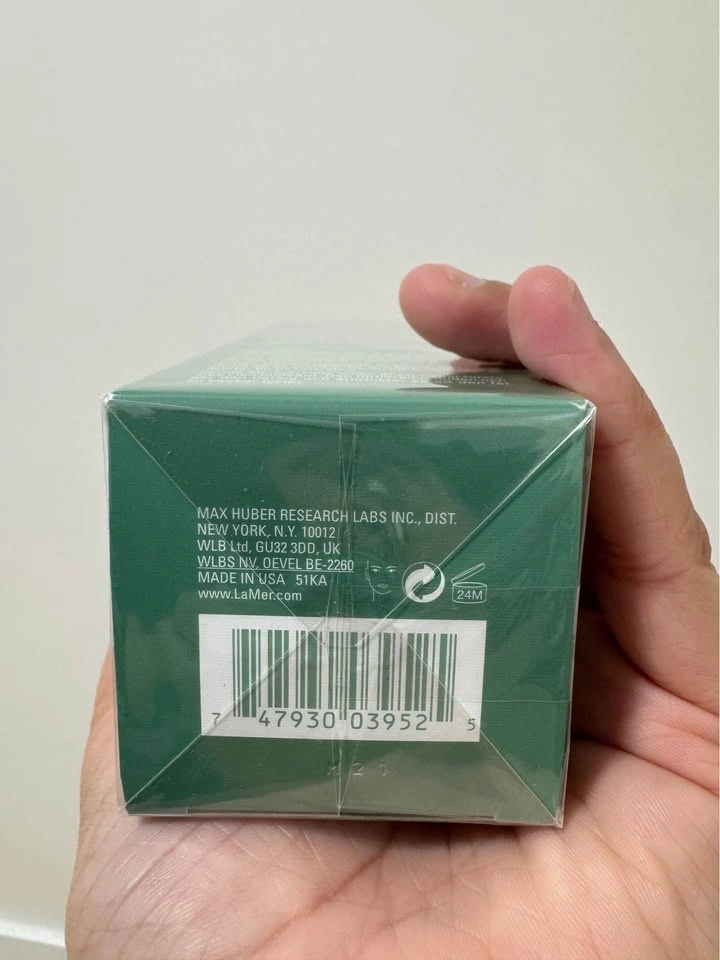 MAX HUBER RESEARCH LABS INC., DIST.
NEW YORK, N.Y. 10012
WLB Ltd, GU32 3DD, UK
WLBS NV, OEVEL BE-2260
MADE IN USA 51KA
www.LaMer.com
24M
7 47930 03952 5